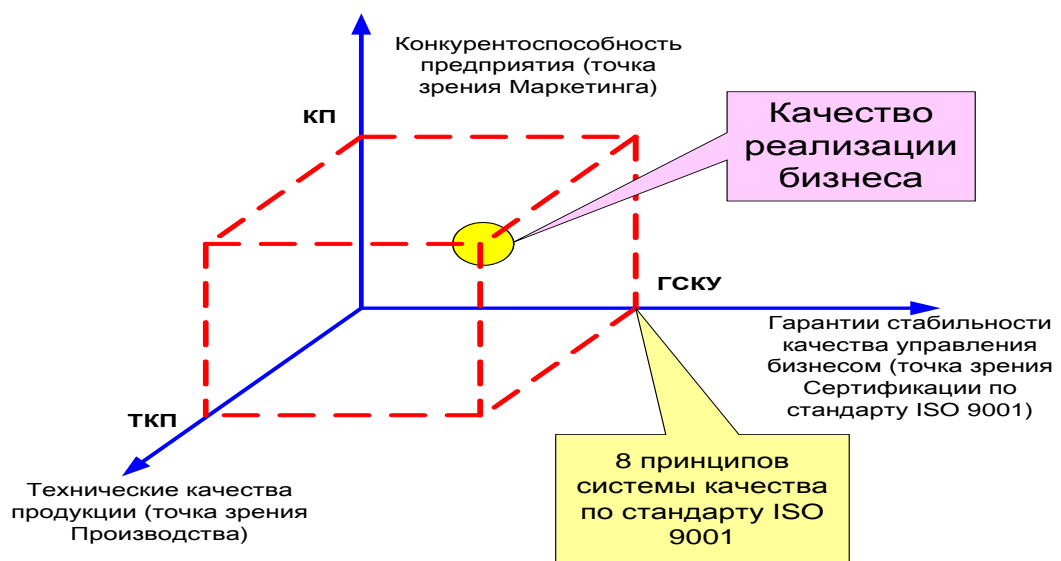 Конкурентоспособность
предприятия (точка
зрения Маркетинга)
КП
Качество
реализации
бизнеса
ГСКУ
Гарантии стабильности
качества управления
бизнесом (точка зрения
Сертификации по
стандарту ISO 9001)
ТКП
Технические качества
продукции (точка зрения
Производства)
8 принципов
системы качества
по стандарту ISO
9001